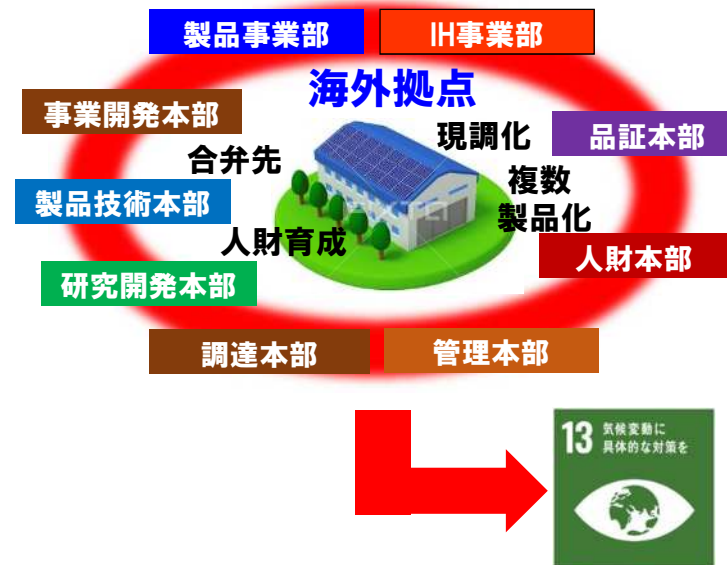 製品事業部
IH事業部
海外拠点
事業開発本部
現調化
品証本部
合弁先
複数
製品化
製品技術本部
人財育成
人財本部
研究開発本部
調達本部
管理本部
13 気候変動に
具体的な対策を